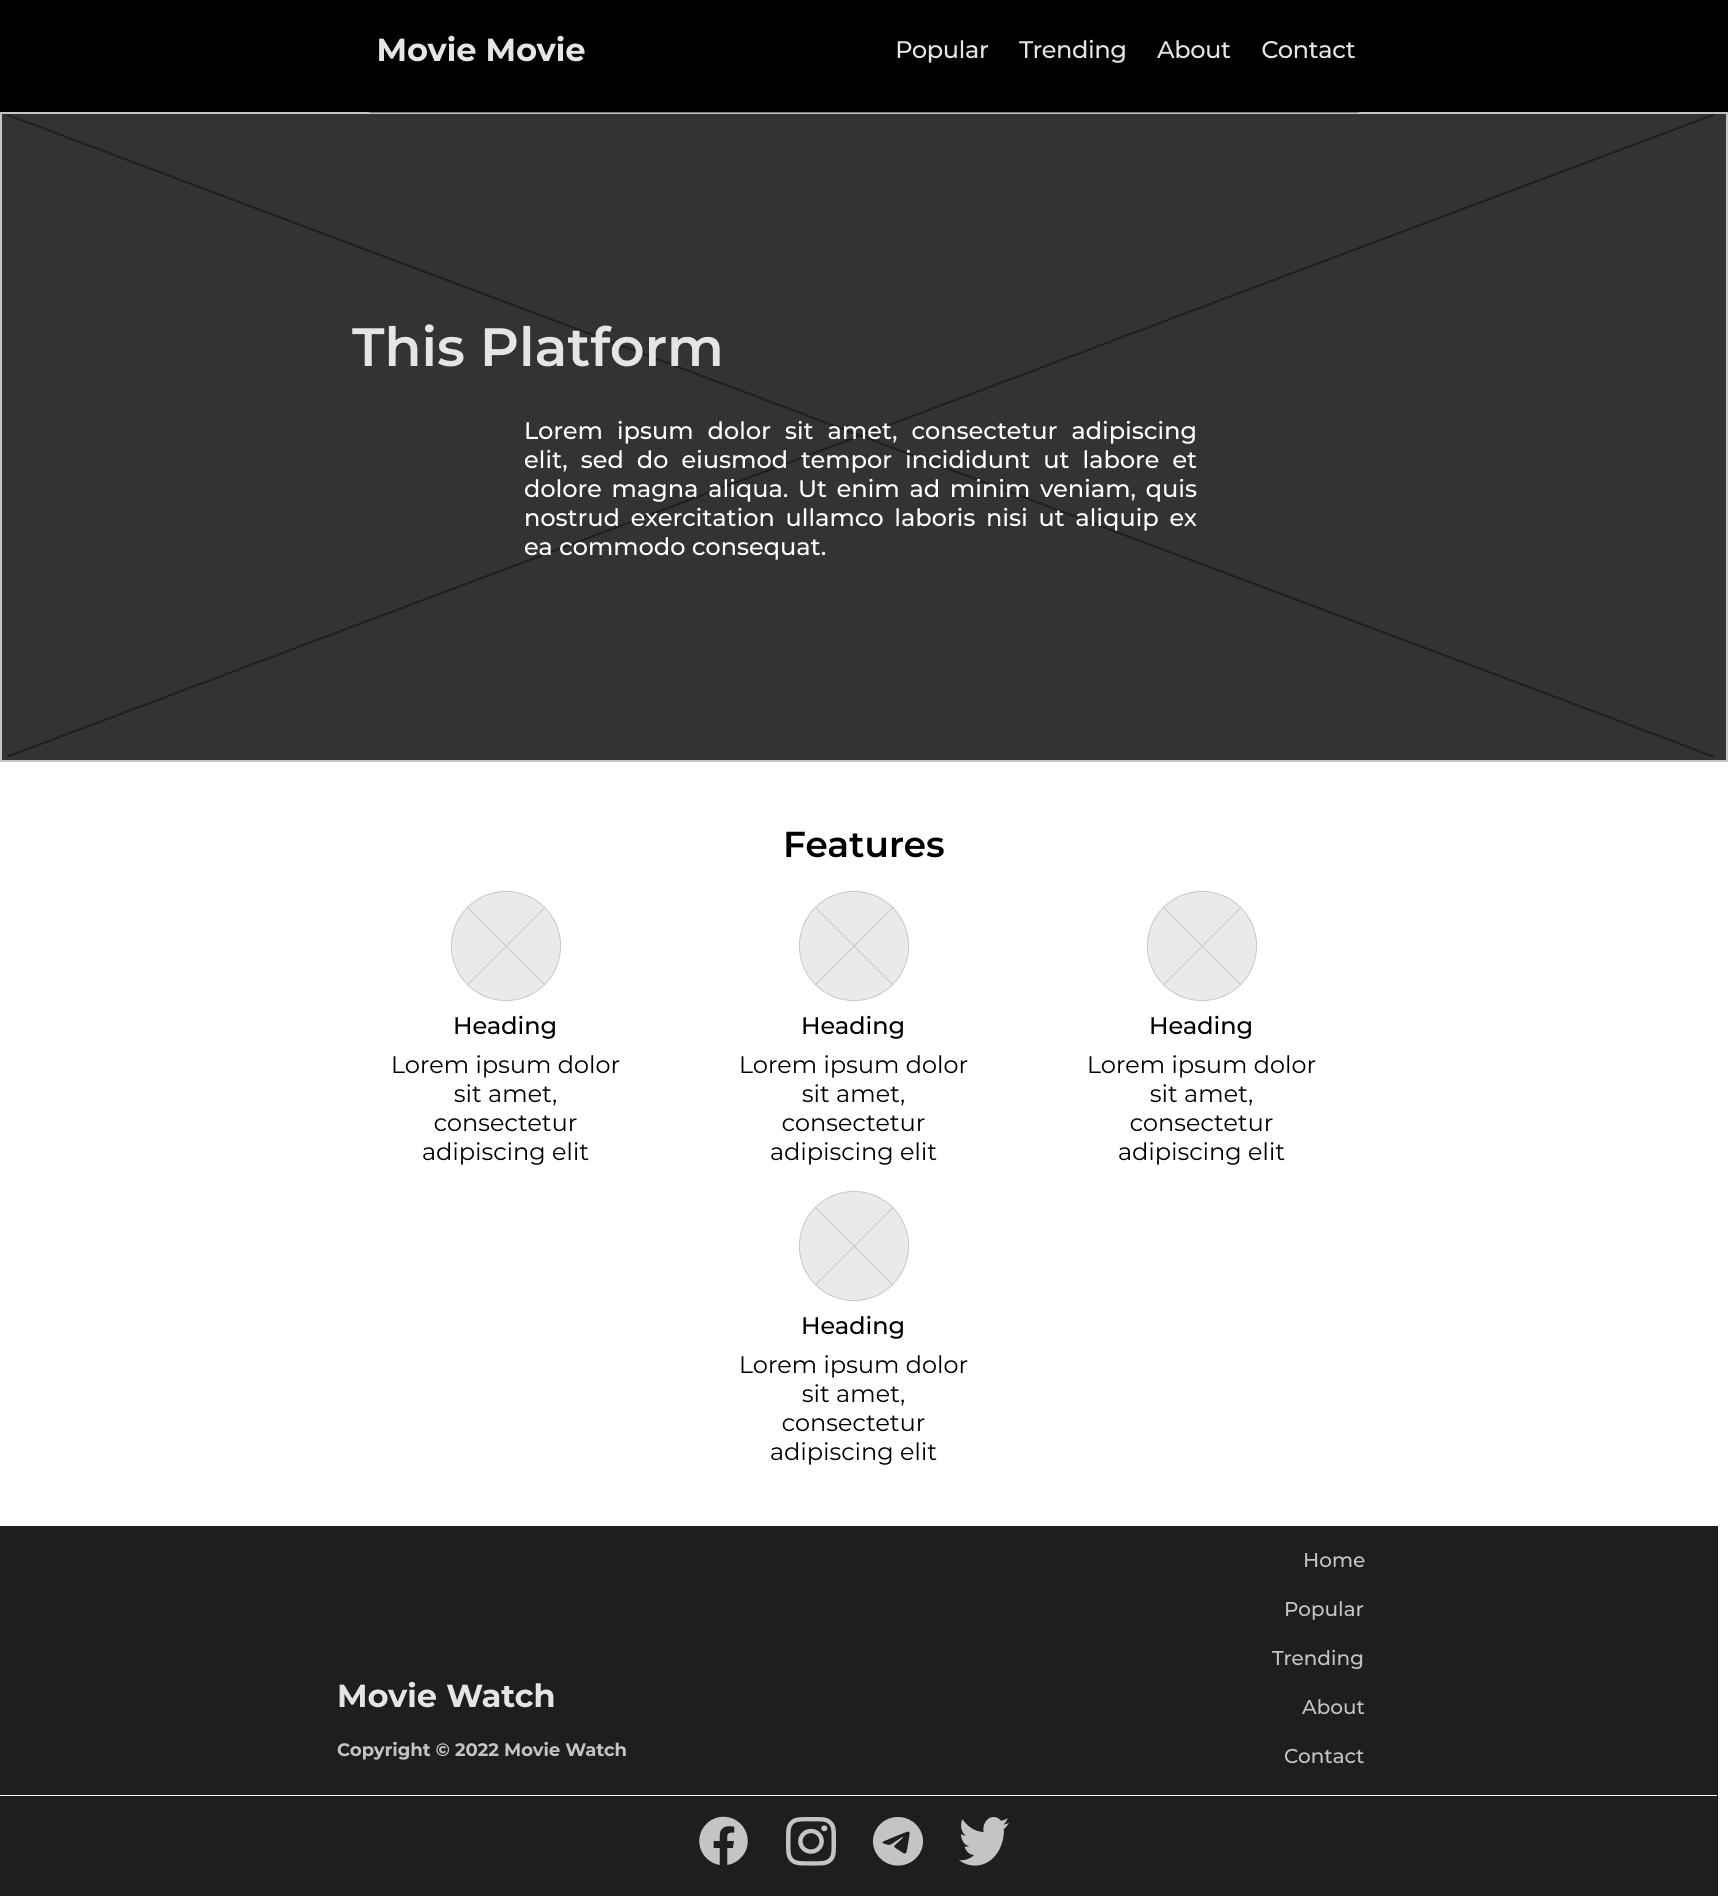 Movie Movie
Popular Trending About Contact
This Platform
Lorem ipsum dolor sit amet, consectetur adipiscing
elit, sed do eiusmod tempor incididunt ut labore et
dolore magna aliqua. Ut enim ad minim veniam, quis
nostrud exercitation ullamco laboris nisi ut aliquip ex
ea commodo consequat.
Features
Heading
Lorem ipsum dolor
sit amet,
consectetur
adipiscing elit
Heading
Lorem ipsum dolor
sit amet,
consectetur
adipiscing elit
Heading
Lorem ipsum dolor
sit amet,
consectetur
adipiscing elit
Heading
Lorem ipsum dolor
sit amet,
consectetur
adipiscing elit
Home
Popular
Trending
About
Contact
Movie Watch
Copyright © 2022 Movie Watch